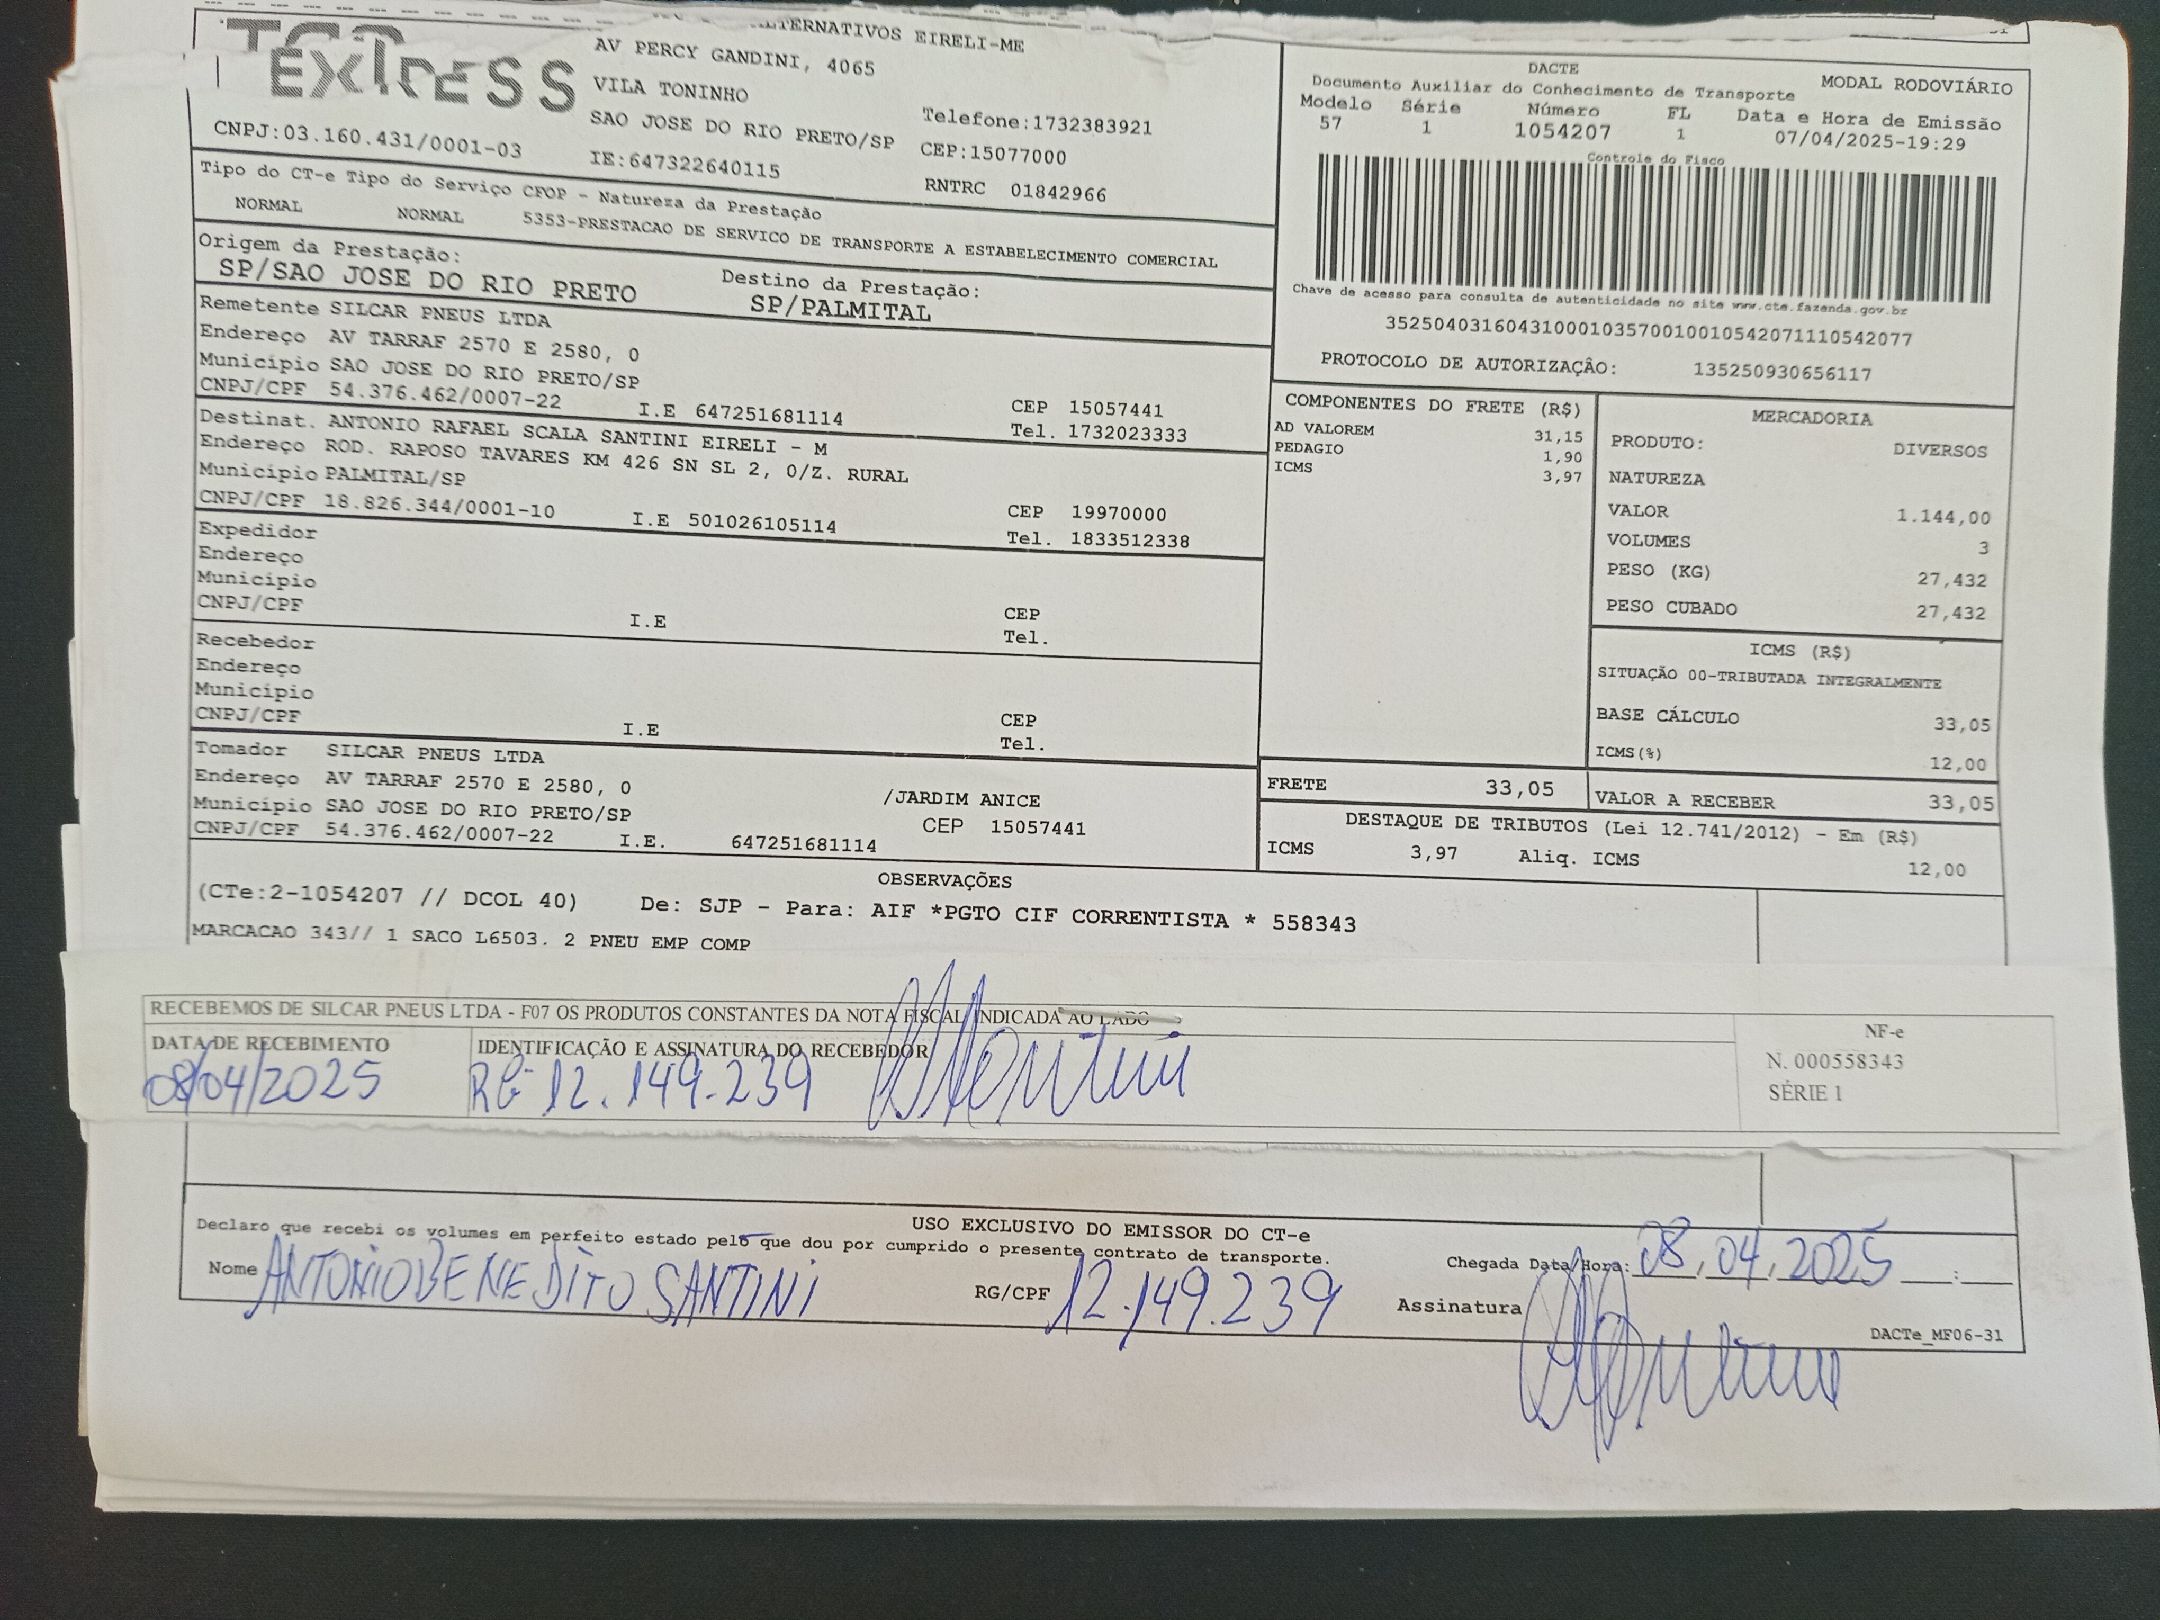 EXPRESS
ALTERNATIVOS EIRELI-ME
AV PERCY GANDINI, 4065
VILA TONINHO
SAO JOSE DO RIO PRETO/SP
Telefone:1732383921
CNPJ:03.160.431/0001-03
IE:647322640115
CEP:15077000
RNTRC 01842966
DACTE
MODAL RODOVIÁRIO
Documento Auxiliar do Conhecimento de Transporte
Modelo Série Número FL Data e Hora de Emissão
57 1 1054207 1 07/04/2025-19:29
Controle do Fisco
Chave de acesso para consulta de autenticidade no site www.cte.fazenda.gov.br
35250403160431000103570010010542071110542077
PROTOCOLO DE AUTORIZAÇÂO: 135250930656117
Tipo do CT-e Tipo do Serviço CFOP - Natureza da Prestação
NORMAL NORMAL 5353-PRESTACAO DE SERVICO DE TRANSPORTE A ESTABELECIMENTO COMERCIAL
Origem da Prestação: Destino da Prestação:
SP/SAO JOSE DO RIO PRETO SP/PALMITAL
Remetente SILCAR PNEUS LTDA
Endereço AV TARRAF 2570 E 2580, 0
Município SAO JOSE DO RIO PRETO/SP CEP 15057441
CNPJ/CPF 54.376.462/0007-22 I.E 647251681114 Tel. 1732023333
Destinat. ANTONIO RAFAEL SCALA SANTINI EIRELI - M
Endereço ROD. RAPOSO TAVARES KM 426 SN SL 2, 0/Z. RURAL
Município PALMITAL/SP CEP 19970000
CNPJ/CPF 18.826.344/0001-10 I.E 501026105114 Tel. 1833512338
Expedidor
Endereço
Município CEP
CNPJ/CPF I.E Tel.
Recebedor
Endereço
Município CEP
CNPJ/CPF I.E Tel.
Tomador SILCAR PNEUS LTDA
Endereço AV TARRAF 2570 E 2580, 0 /JARDIM ANICE
Município SAO JOSE DO RIO PRETO/SP CEP 15057441
CNPJ/CPF 54.376.462/0007-22 I.E. 647251681114
COMPONENTES DO FRETE (R$)
AD VALOREM 31,15
PEDAGIO 1,90
ICMS 3,97
MERCADORIA
PRODUTO: DIVERSOS
NATUREZA
VALOR 1.144,00
VOLUMES 3
PESO (KG) 27,432
PESO CUBADO 27,432
ICMS (R$)
SITUAÇÃO 00-TRIBUTADA INTEGRALMENTE
BASE CÁLCULO 33,05
ICMS(%) 12,00
FRETE 33,05 VALOR A RECEBER 33,05
DESTAQUE DE TRIBUTOS (Lei 12.741/2012) - Em (R$)
ICMS 3,97 Aliq. ICMS 12,00
OBSERVAÇÕES
(CTe:2-1054207 // DCOL 40) De: SJP - Para: AIF *PGTO CIF CORRENTISTA * 558343
MARCACAO 343// 1 SACO L6503. 2 PNEU EMP COMP
RECEBEMOS DE SILCAR PNEUS LTDA - F07 OS PRODUTOS CONSTANTES DA NOTA FISCAL INDICADA AO LADO
DATA DE RECEBIMENTO IDENTIFICAÇÃO E ASSINATURA DO RECEBEDOR
08/04/2025 RG 12.149.239
NF-e
N. 000558343
SÉRIE 1
USO EXCLUSIVO DO EMISSOR DO CT-e
Declaro que recebi os volumes em perfeito estado pelo que dou por cumprido o presente contrato de transporte.
Chegada Data/Hora: 08.04.2025 :
Nome ANTONIO BENEDITO SANTINI RG/CPF 12.149.239 Assinatura
DACTe_MF06-31